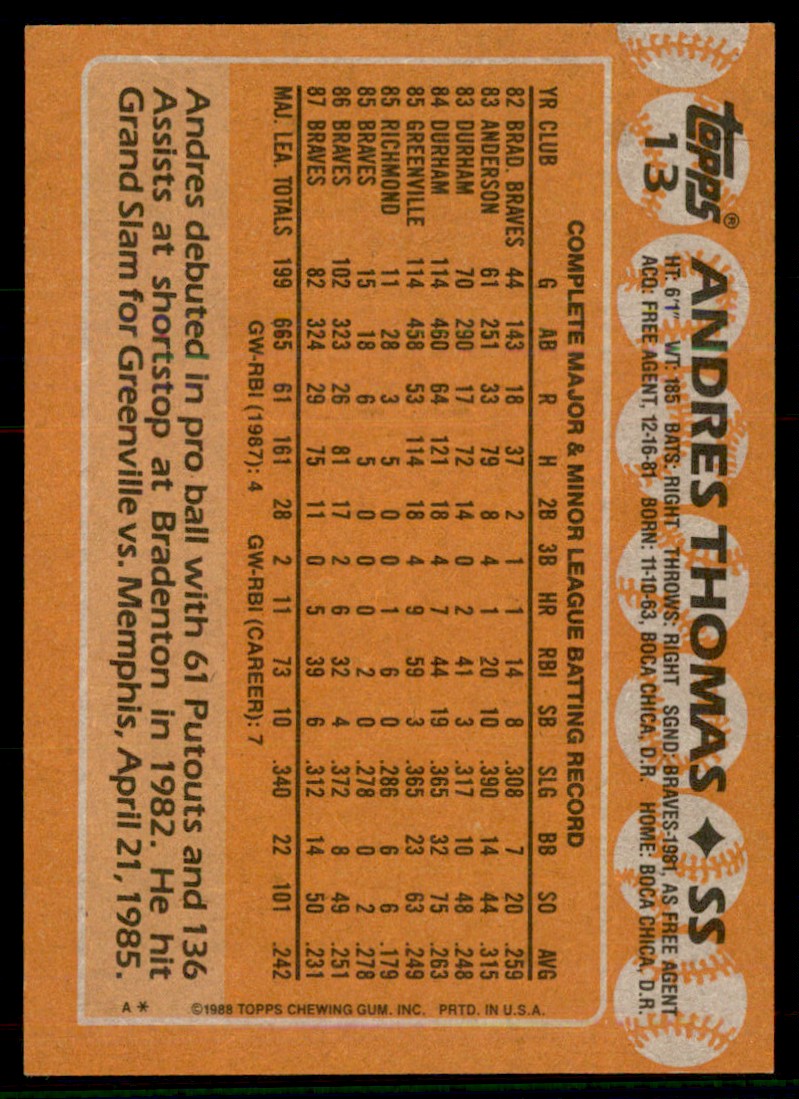 topps®
13
ANDRES THOMAS ♦ SS
HT: 6'1" WT: 185 BATS: RIGHT THROWS: RIGHT SGND: BRAVES-1981, AS FREE AGENT
ACQ: FREE AGENT, 12-16-81, BORN: 11-10-63, BOCA CHICA, D.R. HOME: BOCA CHICA, D.R.
COMPLETE MAJOR & MINOR LEAGUE BATTING RECORD
YR CLUB G AB R H 2B 3B HR RBI SB SLG BB SO AVG
82 BRAD. BRAVES 44 143 18 37 2 1 1 14 8 .308 7 20 .259
83 ANDERSON 61 251 33 79 8 4 1 20 10 .390 14 44 .315
83 DURHAM 70 290 17 72 14 0 2 41 3 .317 10 48 .248
84 DURHAM 114 460 64 121 18 4 7 44 19 .365 32 75 .263
85 GREENVILLE 114 458 53 114 18 4 9 59 3 .365 23 63 .249
85 RICHMOND 11 28 3 5 0 0 1 6 0 .286 6 6 .179
85 BRAVES 15 18 6 5 0 0 0 2 0 .278 0 2 .278
86 BRAVES 102 323 26 81 17 2 6 32 4 .372 8 49 .251
87 BRAVES 82 324 29 75 11 0 5 39 6 .312 14 50 .231
MAJ. LEA. TOTALS 199 665 61 161 28 2 11 73 10 .340 22 101 .242
GW-RBI (1987): 4 GW-RBI (CAREER): 7
Andres debuted in pro ball with 61 Putouts and 136
Assists at shortstop at Bradenton in 1982. He hit
Grand Slam for Greenville vs. Memphis, April 21, 1985.
©1988 TOPPS CHEWING GUM. INC. PRTD. IN U.S.A.
A *